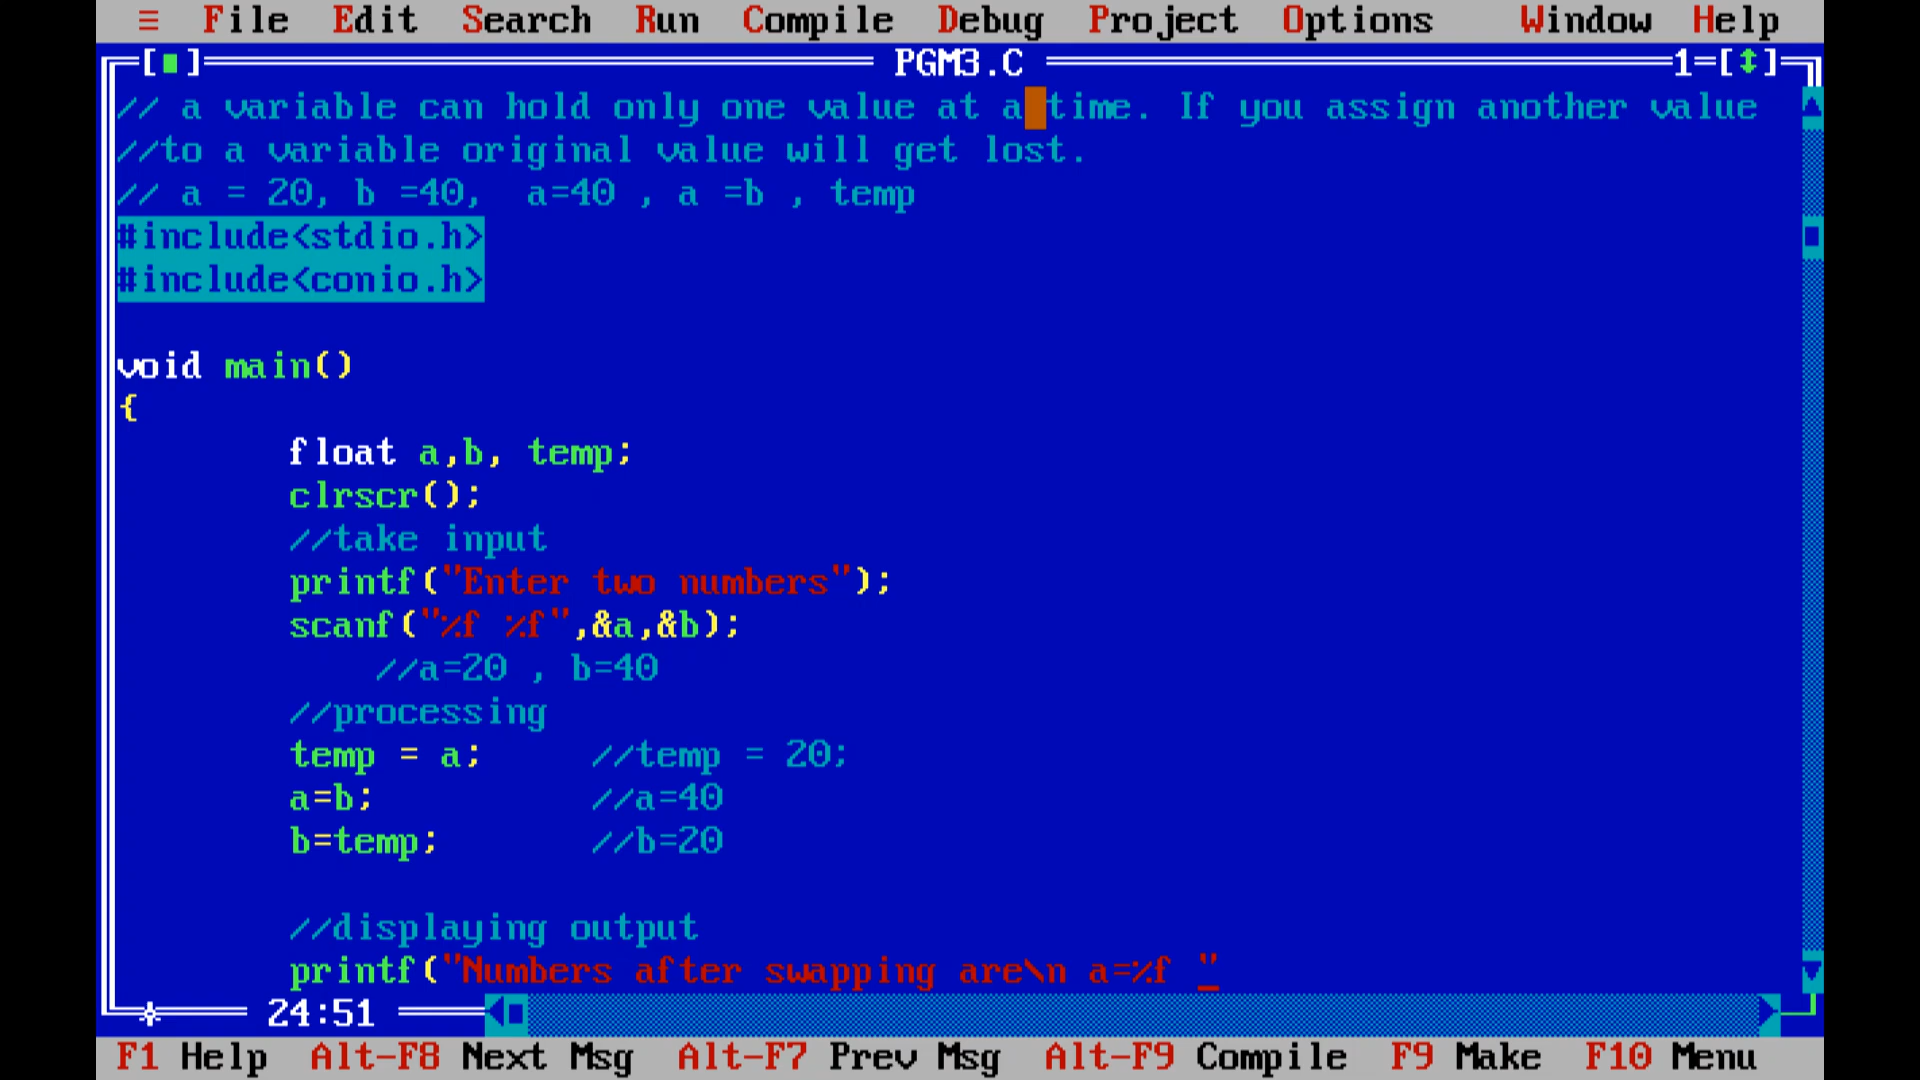 ≡ File Edit Search Run Compile Debug Project Options Window Help
[■] PGM3.C 1=[↕]
// a variable can hold only one value at a time. If you assign another value
//to a variable original value will get lost.
// a = 20, b =40,  a=40 , a =b , temp
#include<stdio.h>
#include<conio.h>
void main()
{
float a,b, temp;
clrscr();
//take input
printf("Enter two numbers");
scanf("%f %f",&a,&b);
//a=20 , b=40
//processing
temp = a;     //temp = 20;
a=b;          //a=40
b=temp;       //b=20
//displaying output
printf("Numbers after swapping are\n a=%f "
24:51
F1 Help Alt-F8 Next Msg Alt-F7 Prev Msg Alt-F9 Compile F9 Make F10 Menu